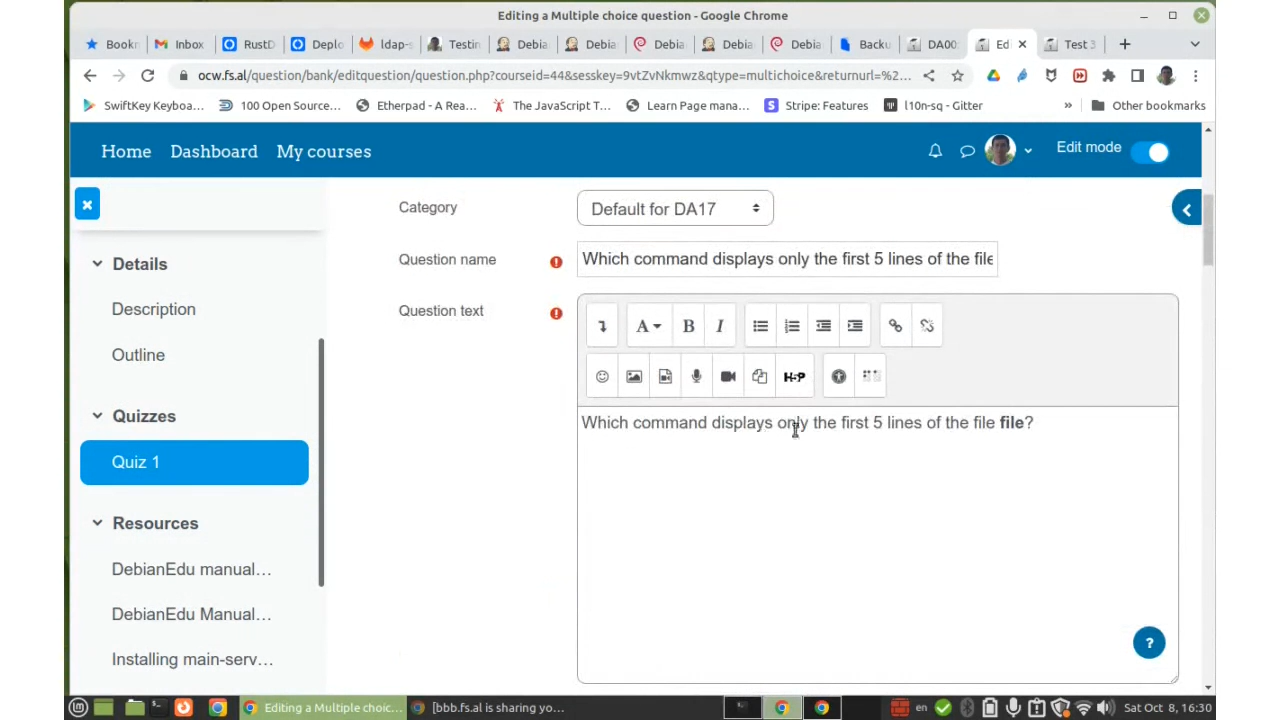 Editing a Multiple choice question - Google Chrome
Bookr
Inbox
RustD
Deplo
ldap-s
Testin
Debia
Debia
Debia
Debia
Debia
Backu
DA00
Ed
Test 3
ocw.fs.al/question/bank/editquestion/question.php?courseid=44&sesskey=9vtZvNkmwz&qtype=multichoice&returnurl=%2...
SwiftKey Keyboa...
100 Open Source...
Etherpad - A Rea...
The JavaScript T...
Learn Page mana...
Stripe: Features
l10n-sq - Gitter
»
Other bookmarks
Home
Dashboard
My courses
Edit mode
Category
Default for DA17
Details
Question name
Which command displays only the first 5 lines of the file
Description
Question text
A
B
I
Outline
H5P
Quizzes
Which command displays only the first 5 lines of the file file?
Quiz 1
Resources
DebianEdu manual...
DebianEdu Manual...
Installing main-serv...
?
Editing a Multiple choic...
[bbb.fs.al is sharing yo...
en
Sat Oct 8, 16:30